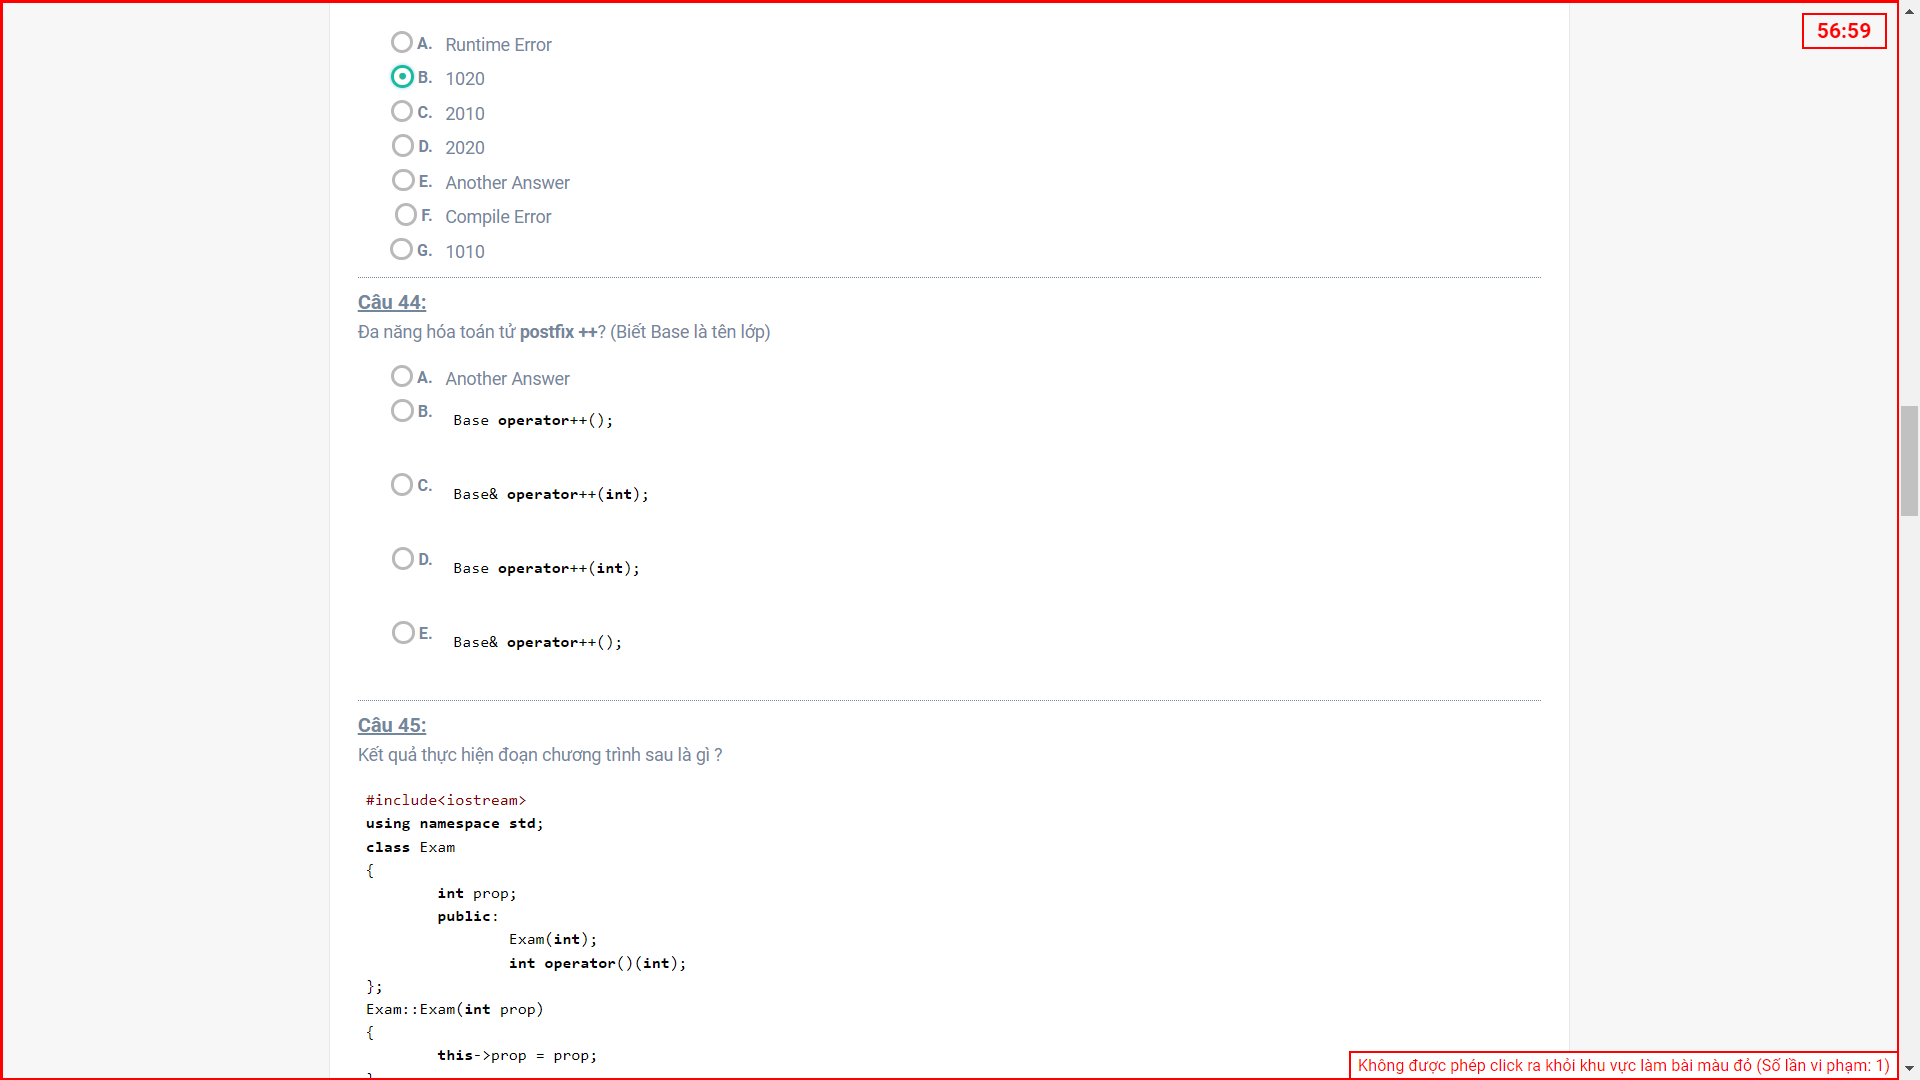 56:59
A. Runtime Error
B. 1020
C. 2010
D. 2020
E. Another Answer
F. Compile Error
G. 1010
Câu 44:
Đa năng hóa toán tử postfix ++? (Biết Base là tên lớp)
A. Another Answer
B. Base operator++();
C. Base& operator++(int);
D. Base operator++(int);
E. Base& operator++();
Câu 45:
Kết quả thực hiện đoạn chương trình sau là gì ?
#include<iostream>
using namespace std;
class Exam
{
int prop;
public:
Exam(int);
int operator()(int);
};
Exam::Exam(int prop)
{
this->prop = prop;
}
Không được phép click ra khỏi khu vực làm bài màu đỏ (Số lần vi phạm: 1)